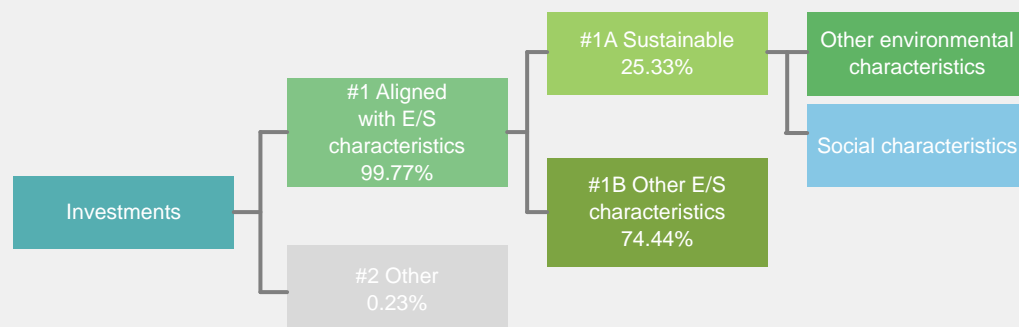 Investments
#1 Aligned
with E/S
characteristics
99.77%
#2 Other
0.23%
#1A Sustainable
25.33%
#1B Other E/S
characteristics
74.44%
Other environmental
characteristics
Social characteristics